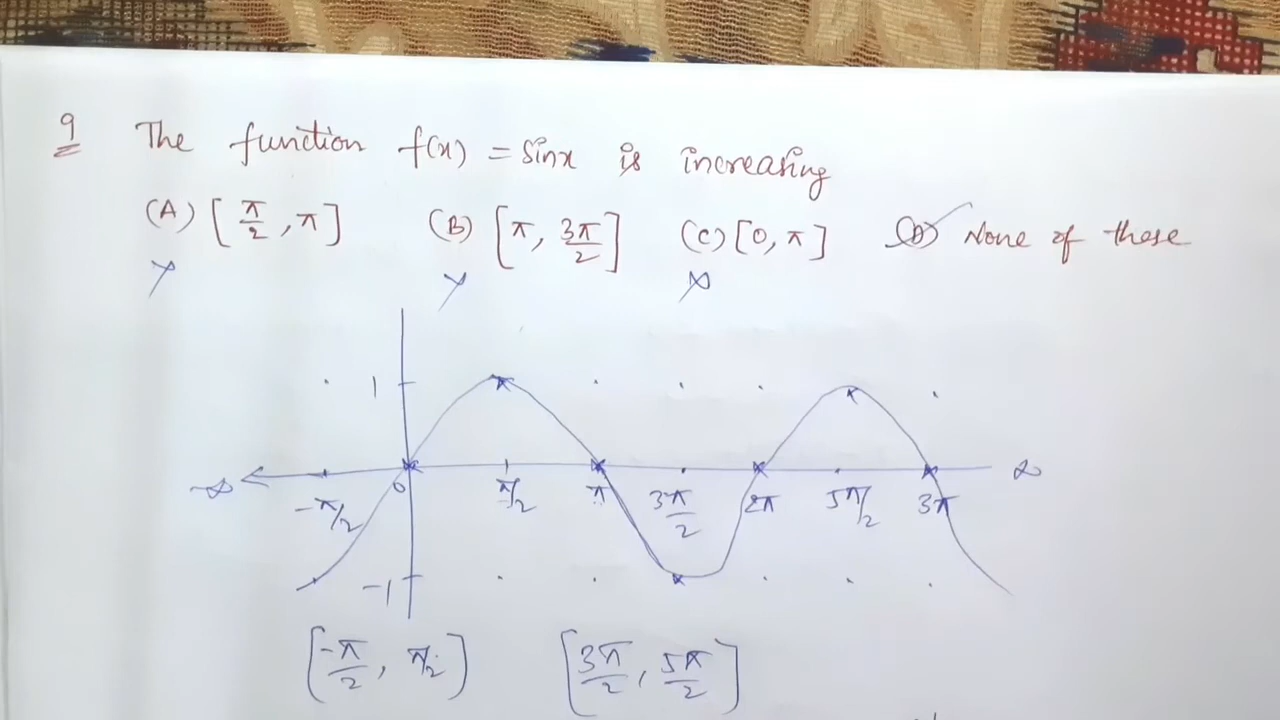 9 The function f(x) = sinx is increasing
(A) [π/2, π] (B) [π, 3π/2] (C) [0, π] (D) None of these
1
-∞ -π/2 0 π/2 π 3π/2 2π 5π/2 3π ∞
-1
[-π/2, π/2] [3π/2, 5π/2]